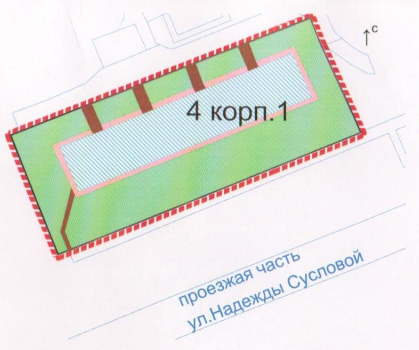 с
4 корп.1
проезжая часть
ул.Надежды Сусловой